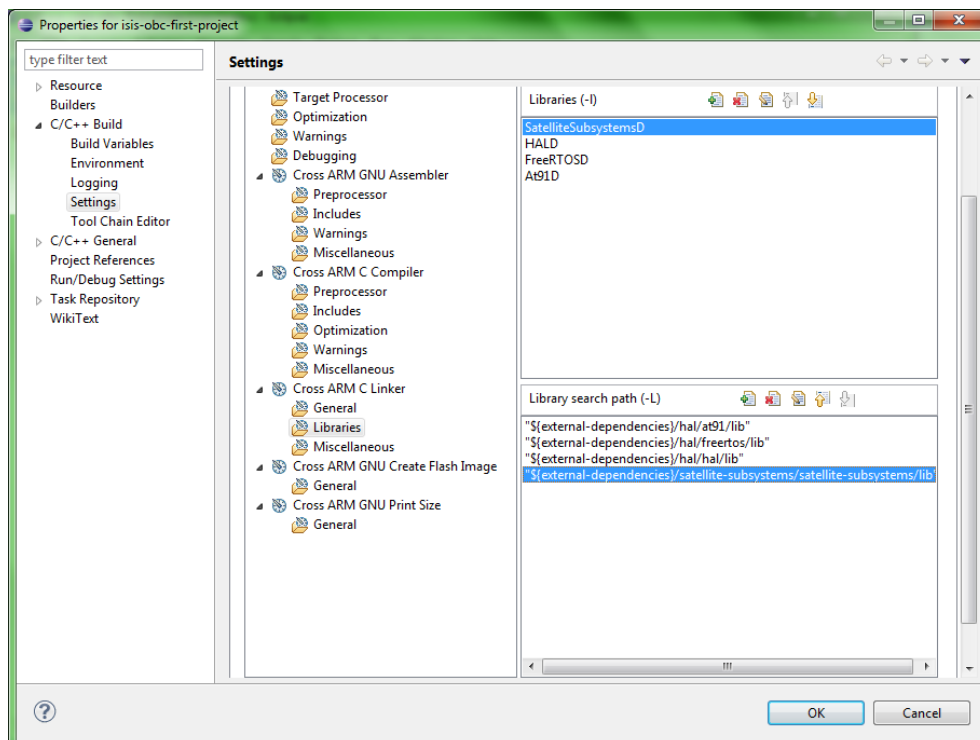 Properties for isis-obc-first-project
type filter text
Resource
Builders
C/C++ Build
Build Variables
Environment
Logging
Settings
Tool Chain Editor
C/C++ General
Project References
Run/Debug Settings
Task Repository
WikiText
Settings
Target Processor
Optimization
Warnings
Debugging
Cross ARM GNU Assembler
Preprocessor
Includes
Warnings
Miscellaneous
Cross ARM C Compiler
Preprocessor
Includes
Optimization
Warnings
Miscellaneous
Cross ARM C Linker
General
Libraries
Miscellaneous
Cross ARM GNU Create Flash Image
General
Cross ARM GNU Print Size
General
Libraries (-l)
SatelliteSubsystemsD
HALD
FreeRTOSD
At91D
Library search path (-L)
"${external-dependencies}/hal/at91/lib"
"${external-dependencies}/hal/freertos/lib"
"${external-dependencies}/hal/hal/lib"
"${external-dependencies}/satellite-subsystems/satellite-subsystems/lib"
OK
Cancel